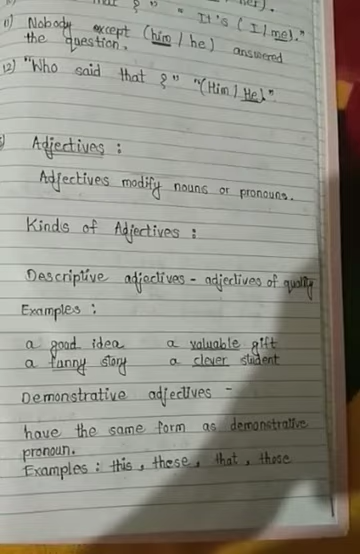 that ? " " It's ( I / me)."
11) Nobody except (him / he) answered
the question.
12) "Who said that ? " "(Him / He)."
Adjectives :
Adjectives modify nouns or pronouns.
Kinds of Adjectives :
Descriptive adjectives - adjectives of quality
Examples :
a good idea a valuable gift
a funny story a clever student
Demonstrative adjectives -
have the same form as demonstrative
pronoun.
Examples : this, these, that, those